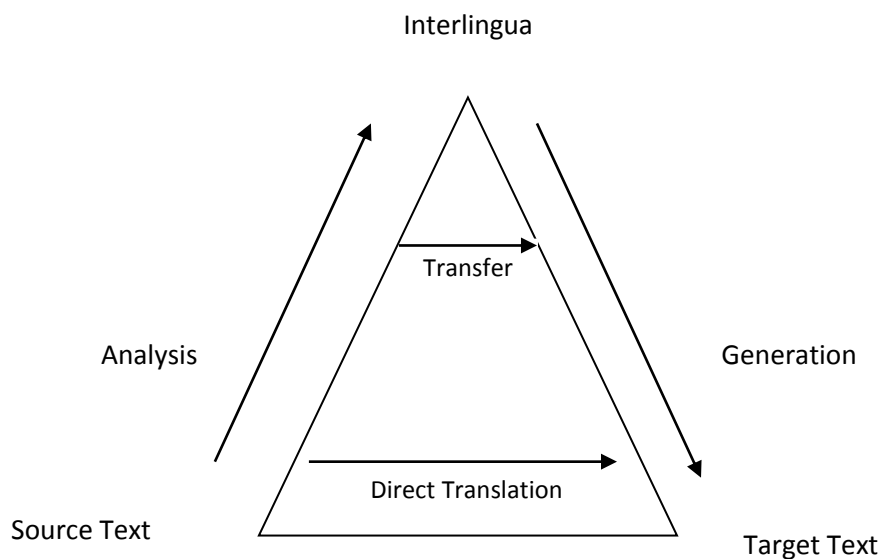 Interlingua
Transfer
Analysis
Generation
Direct Translation
Source Text
Target Text